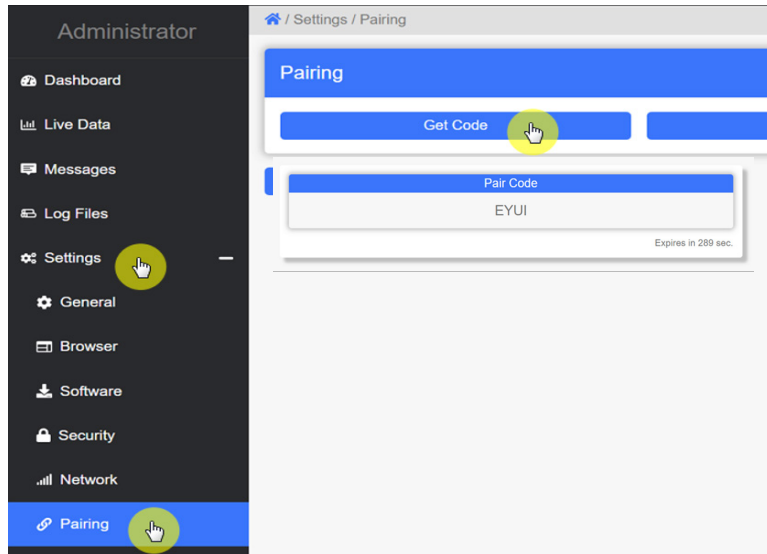 Administrator
Dashboard
Live Data
Messages
Log Files
Settings
General
Browser
Software
Security
Network
Pairing
/ Settings / Pairing
Pairing
Get Code
Pair Code
EYUI
Expires in 289 sec.